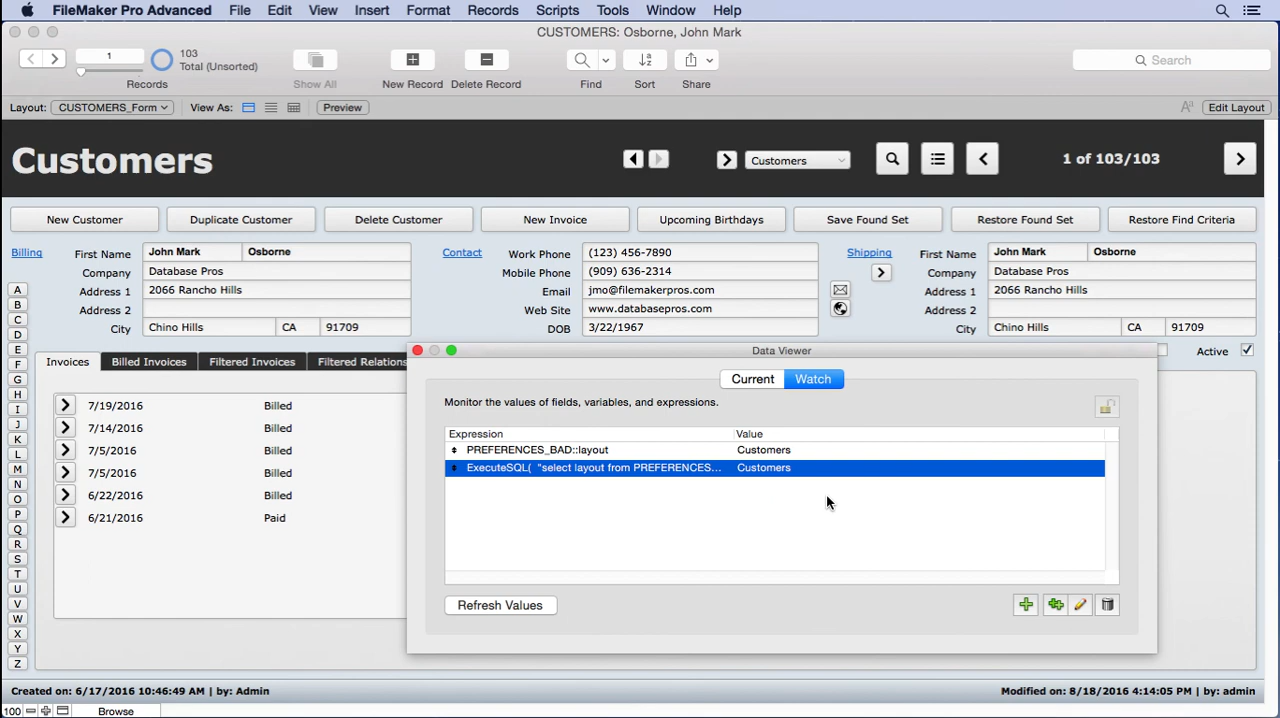 FileMaker Pro Advanced File Edit View Insert Format Records Scripts Tools Window Help
CUSTOMERS: Osborne, John Mark
1
103
Total (Unsorted)
Search
Records Show All New Record Delete Record Find Sort Share
Layout: CUSTOMERS_Form View As: Preview Aª Edit Layout
Customers
Customers
1 of 103/103
New Customer Duplicate Customer Delete Customer New Invoice Upcoming Birthdays Save Found Set Restore Found Set Restore Find Criteria
Billing First Name John Mark Osborne Contact Work Phone (123) 456-7890 Shipping First Name John Mark Osborne
Company Database Pros Mobile Phone (909) 636-2314 Company Database Pros
Address 1 2066 Rancho Hills Email jmo@filemakerpros.com Address 1 2066 Rancho Hills
Address 2 Web Site www.databasepros.com Address 2
City Chino Hills CA 91709 DOB 3/22/1967 City Chino Hills CA 91709
Active
A
B
C
D
E
F
G
H
I
J
K
L
M
N
O
P
Q
R
S
T
U
V
W
X
Y
Z
Invoices Billed Invoices Filtered Invoices Filtered Relations
7/19/2016 Billed
7/14/2016 Billed
7/5/2016 Billed
7/5/2016 Billed
6/22/2016 Billed
6/21/2016 Paid
Data Viewer
Current Watch
Monitor the values of fields, variables, and expressions.
Expression Value
PREFERENCES_BAD::layout Customers
ExecuteSQL( "select layout from PREFERENCES... Customers
Refresh Values
Created on: 6/17/2016 10:46:49 AM | by: Admin Modified on: 8/18/2016 4:14:05 PM | by: admin
100 Browse